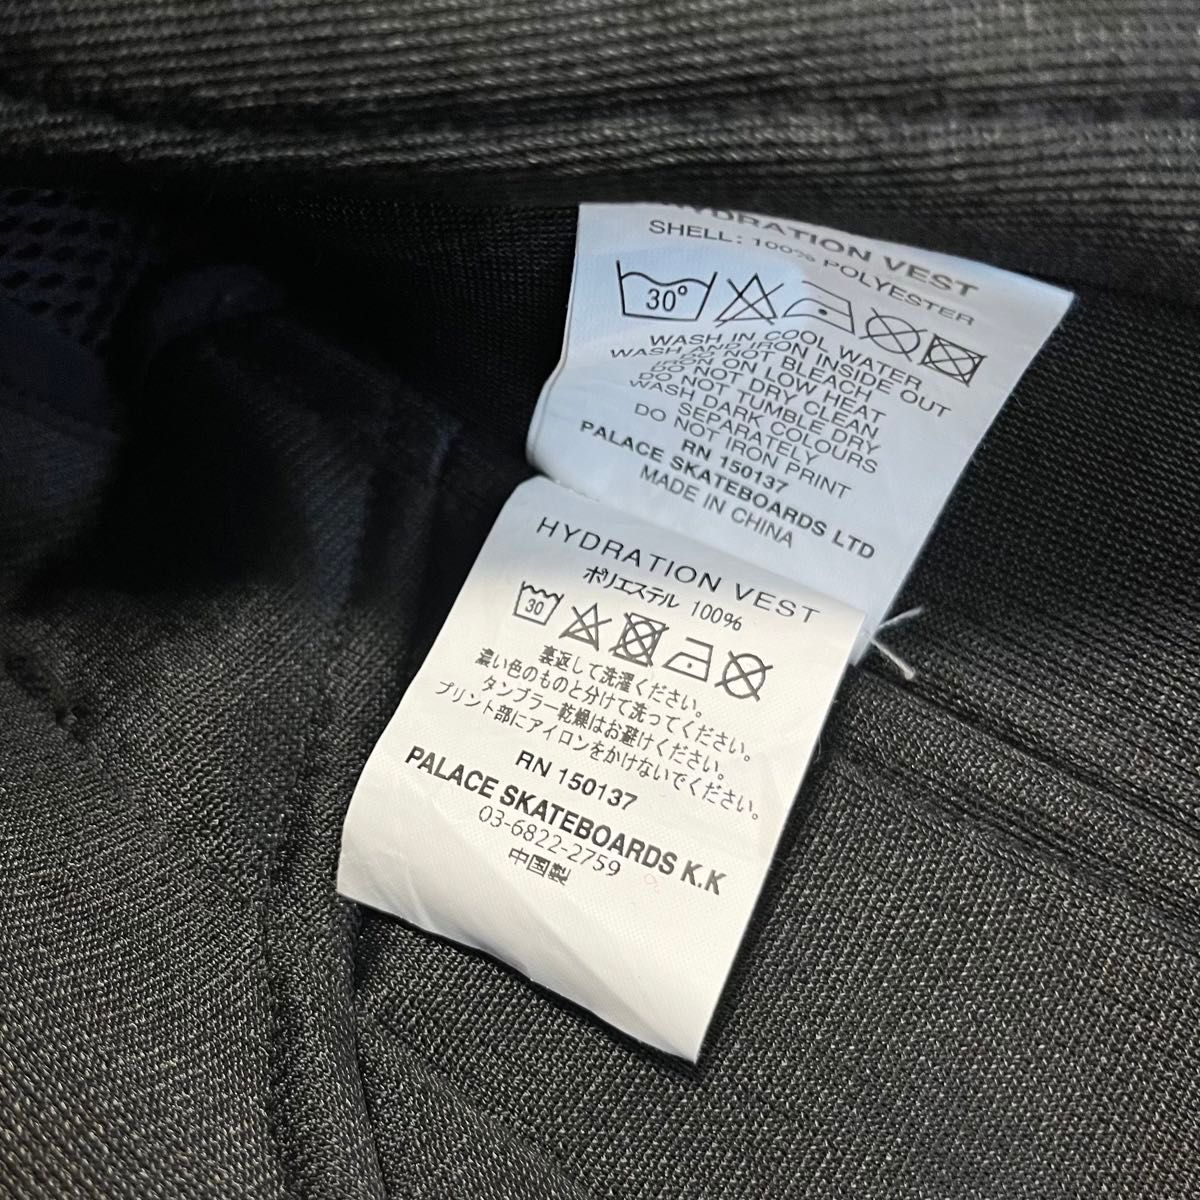 HYDRATION VEST
SHELL: 100% POLYESTER
30°
WASH IN COOL WATER
WASH AND IRON INSIDE OUT
DO NOT BLEACH
IRON ON LOW HEAT
DO NOT DRY CLEAN
DO NOT TUMBLE DRY
WASH DARK COLOURS
SEPARATELY
DO NOT IRON PRINT
RN 150137
PALACE SKATEBOARDS LTD
MADE IN CHINA
HYDRATION VEST
ポリエステル 100%
30
裏返して洗濯ください。
濃い色のものと分けて洗ってください。
タンブラー乾燥はお避けください。
プリント部にアイロンをかけないでください。
RN 150137
PALACE SKATEBOARDS K.K
03-6822-2759
中国製